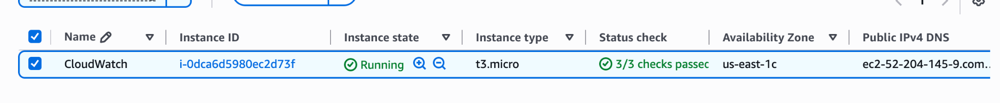 Name Instance ID Instance state Instance type Status check Availability Zone Public IPv4 DNS
CloudWatch i-0dca6d5980ec2d73f Running t3.micro 3/3 checks passec us-east-1c ec2-52-204-145-9.com…